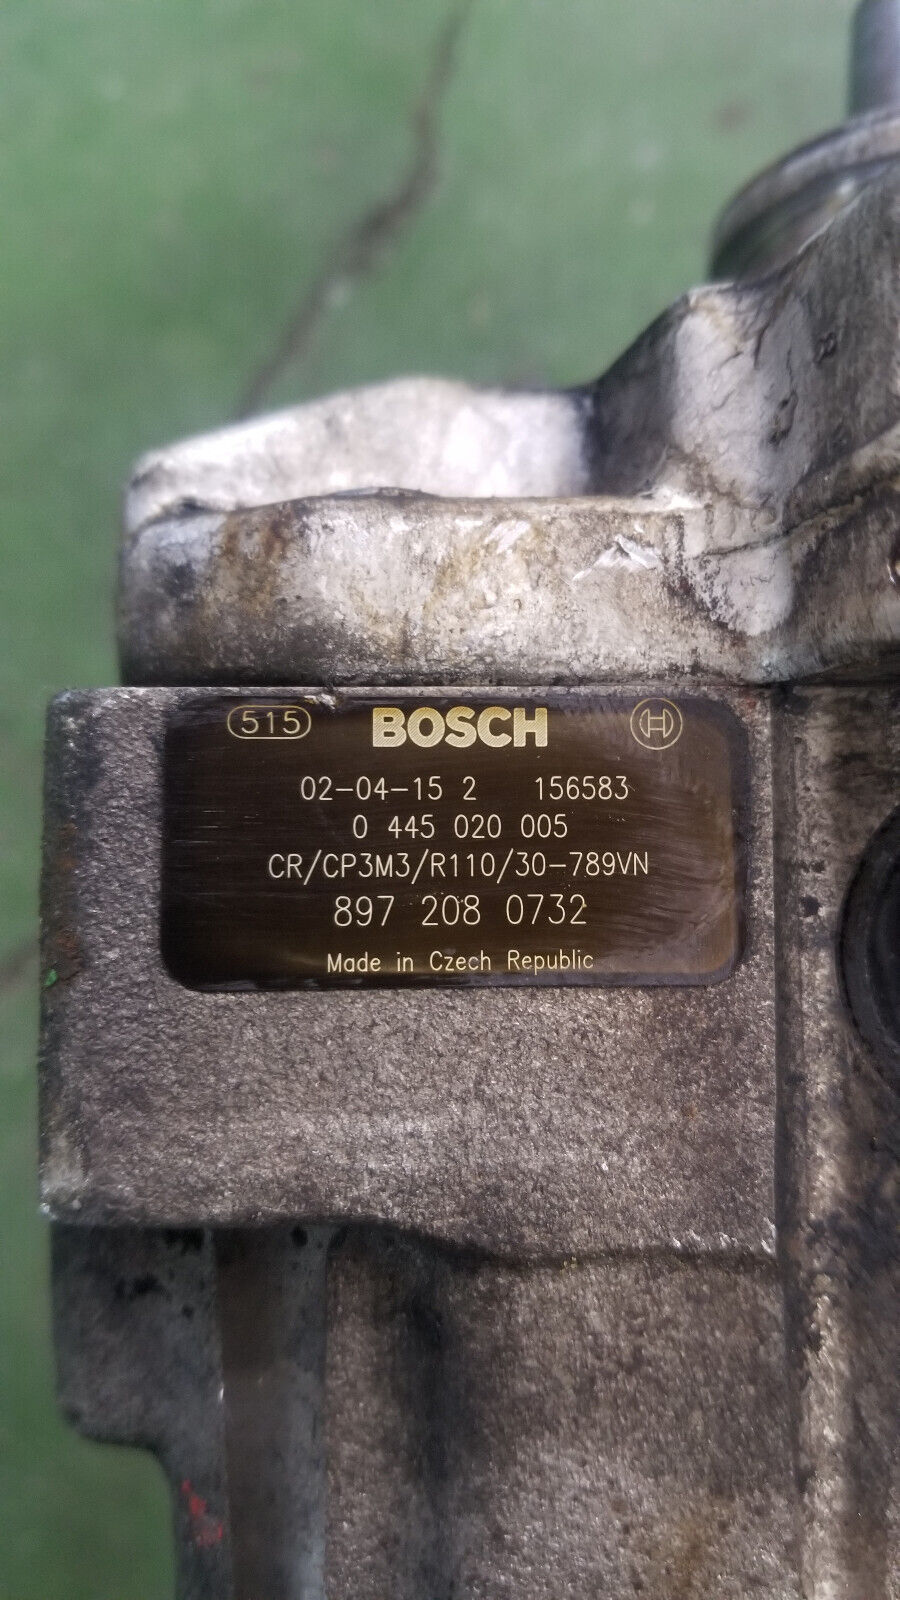 515 BOSCH
02-04-15 2 156583
0 445 020 005
CR/CP3M3/R110/30-789VN
897 208 0732
Made in Czech Republic